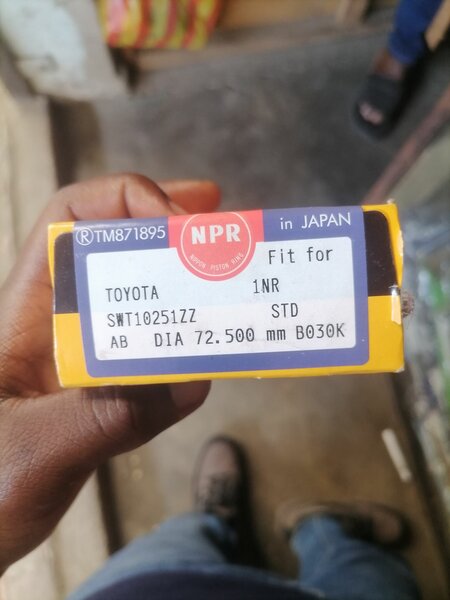 ®TM871895
NPR
NIPPON PISTON RING
in JAPAN
Fit for
TOYOTA 1NR
SWT10251ZZ STD
AB DIA 72.500 mm B030K